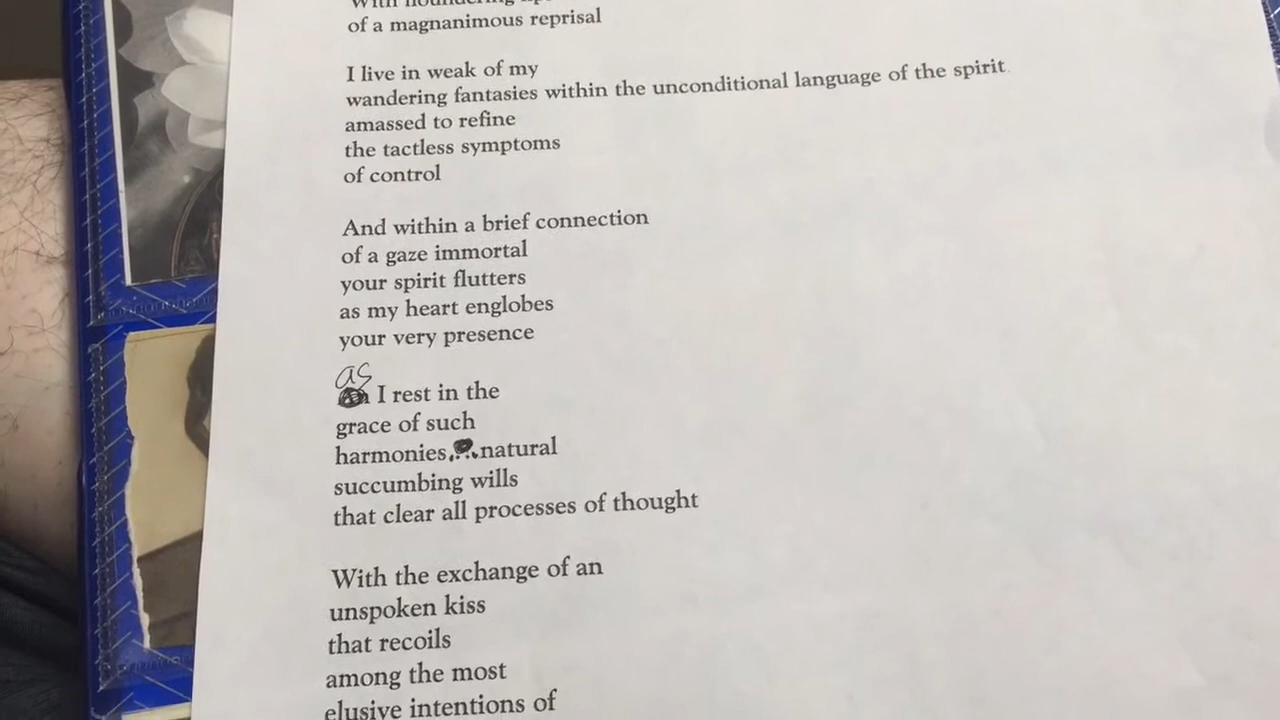 With
of a magnanimous reprisal
I live in weak of my
wandering fantasies within the unconditional language of the spirit.
amassed to refine
the tactless symptoms
of control
And within a brief connection
of a gaze immortal
your spirit flutters
as my heart englobes
your very presence
as
I rest in the
grace of such
harmonies, natural
succumbing wills
that clear all processes of thought
With the exchange of an
unspoken kiss
that recoils
among the most
elusive intentions of